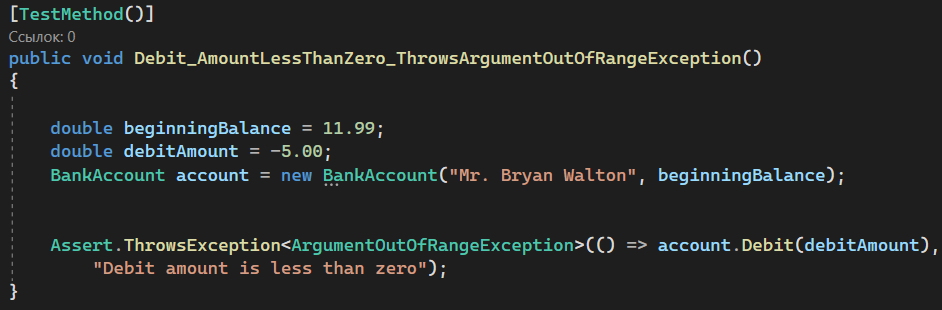 [TestMethod()]
Ссылок: 0
public void Debit_AmountLessThanZero_ThrowsArgumentOutOfRangeException()
{
double beginningBalance = 11.99;
double debitAmount = -5.00;
BankAccount account = new BankAccount("Mr. Bryan Walton", beginningBalance);
Assert.ThrowsException<ArgumentOutOfRangeException>(() => account.Debit(debitAmount),
"Debit amount is less than zero");
}